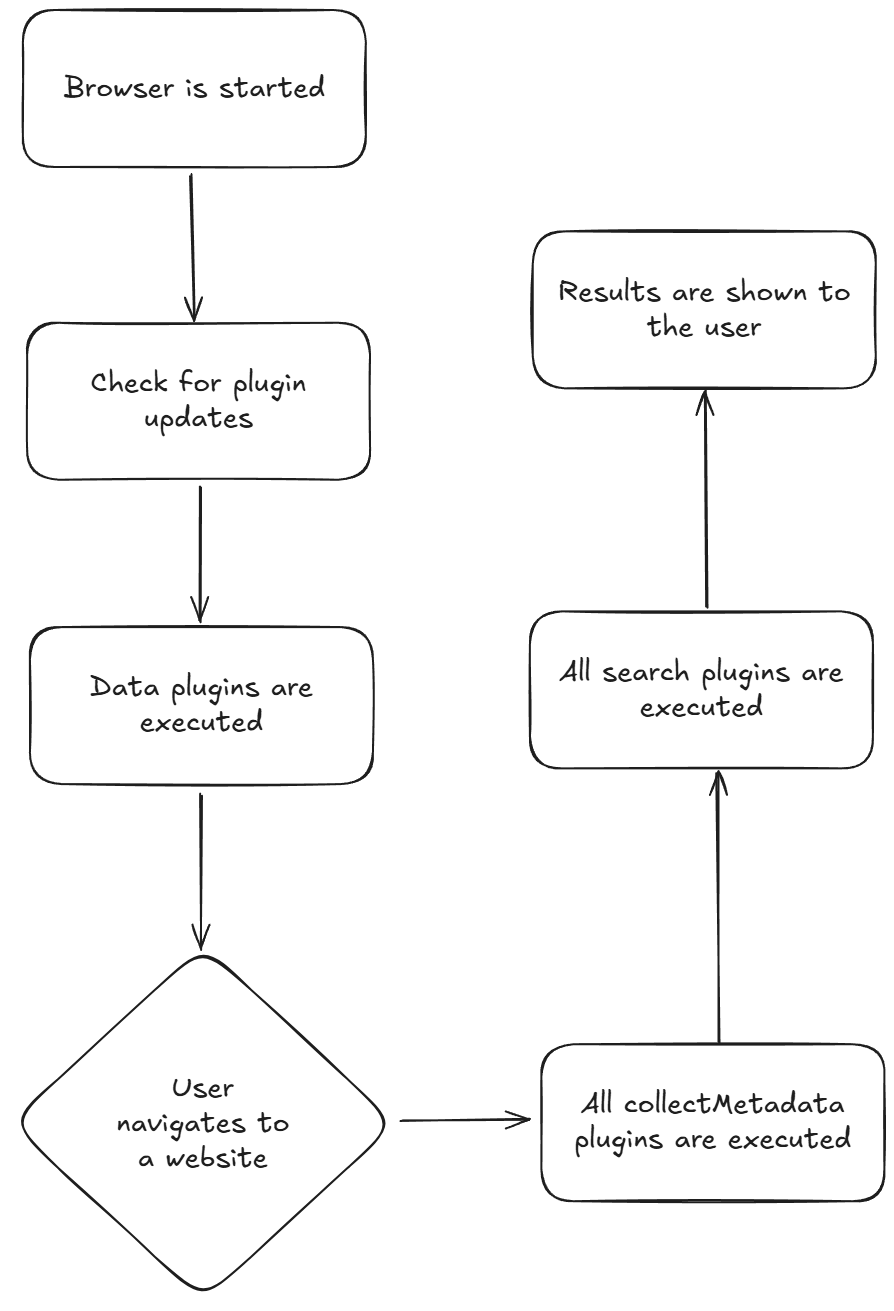 Browser is started
Check for plugin
updates
Data plugins are
executed
User
navigates to
a website
All collectMetadata
plugins are executed
All search plugins are
executed
Results are shown to
the user